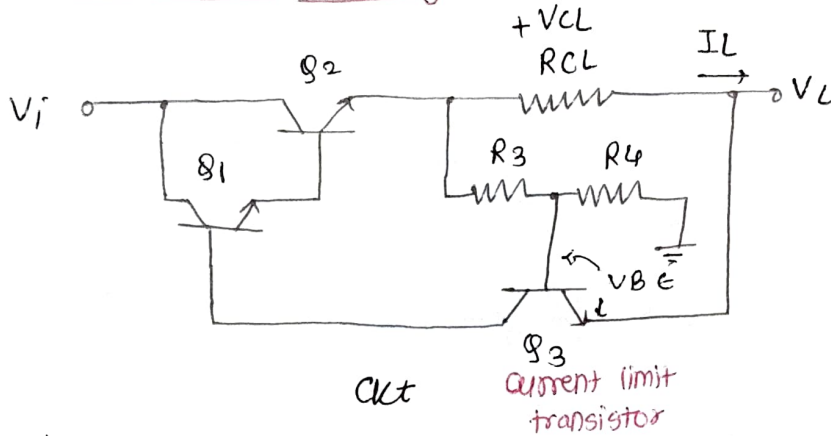 + VCL
RCL
IL
Q2
Vi
VL
Q1
R3
R4
VBE
Q3
Ckt
Current limit
transistor